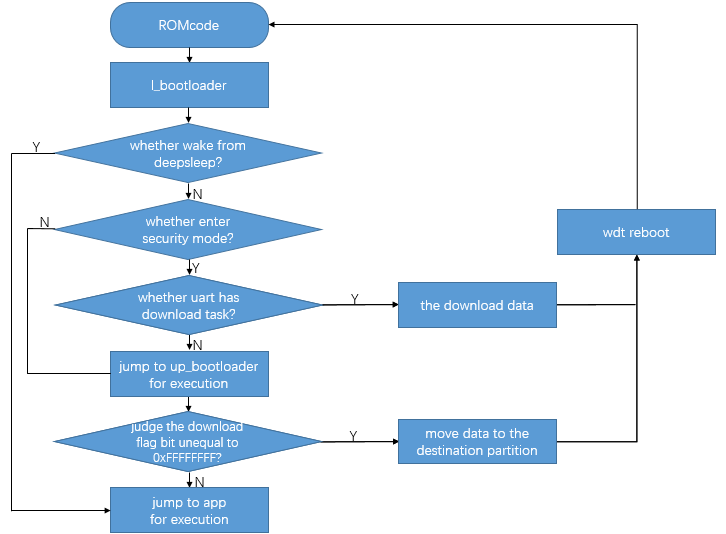 ROMcode
l_bootloader
Y
whether wake from
deepsleep?
N
N
whether enter
security mode?
wdt reboot
Y
whether uart has
download task?
Y
the download data
N
jump to up_bootloader
for execution
judge the download
flag bit unequal to
0xFFFFFFFF?
Y
move data to the
destination partition
N
jump to app
for execution